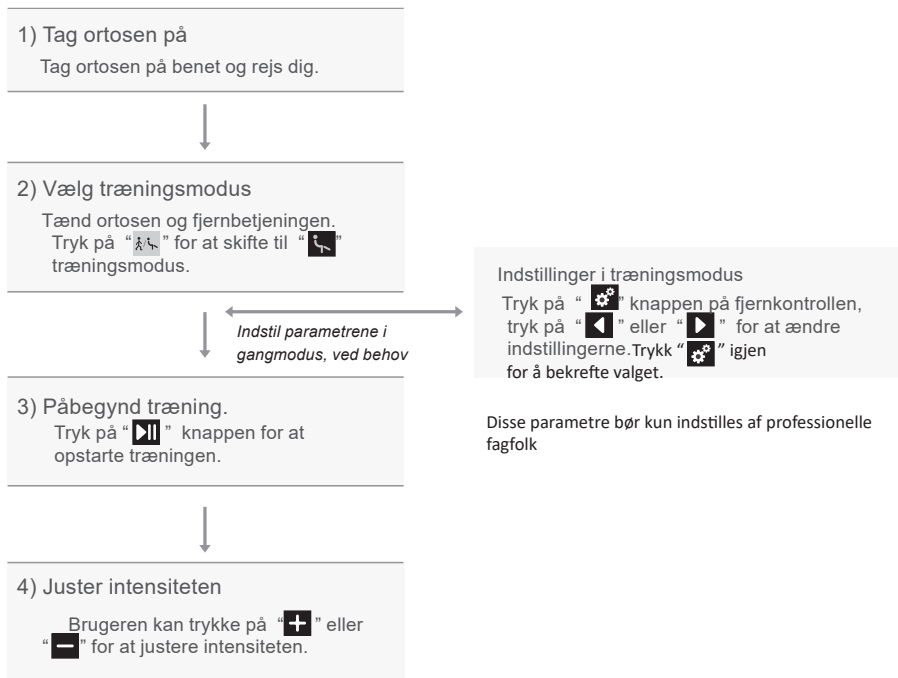 1) Tag ortosen på
Tag ortosen på benet og rejs dig.
2) Vælg træningsmodus
Tænd ortosen og fjernbetjeningen.
Tryk på “ ” for at skifte til “ ”
træningsmodus.
Indstil parametrene i
gangmodus, ved behov
Indstillinger i træningsmodus
Tryk på “ ” knappen på fjernkontrollen,
tryk på “ ” eller “ ” for at ændre
indstillingerne.Trykk “ ” igjen
for å bekrefte valget.
Disse parametre bør kun indstilles af professionelle
fagfolk
3) Påbegynd træning.
Tryk på “ ” knappen for at
opstarte træningen.
4) Juster intensiteten
Brugeren kan trykke på “+” eller
“−” for at justere intensiteten.